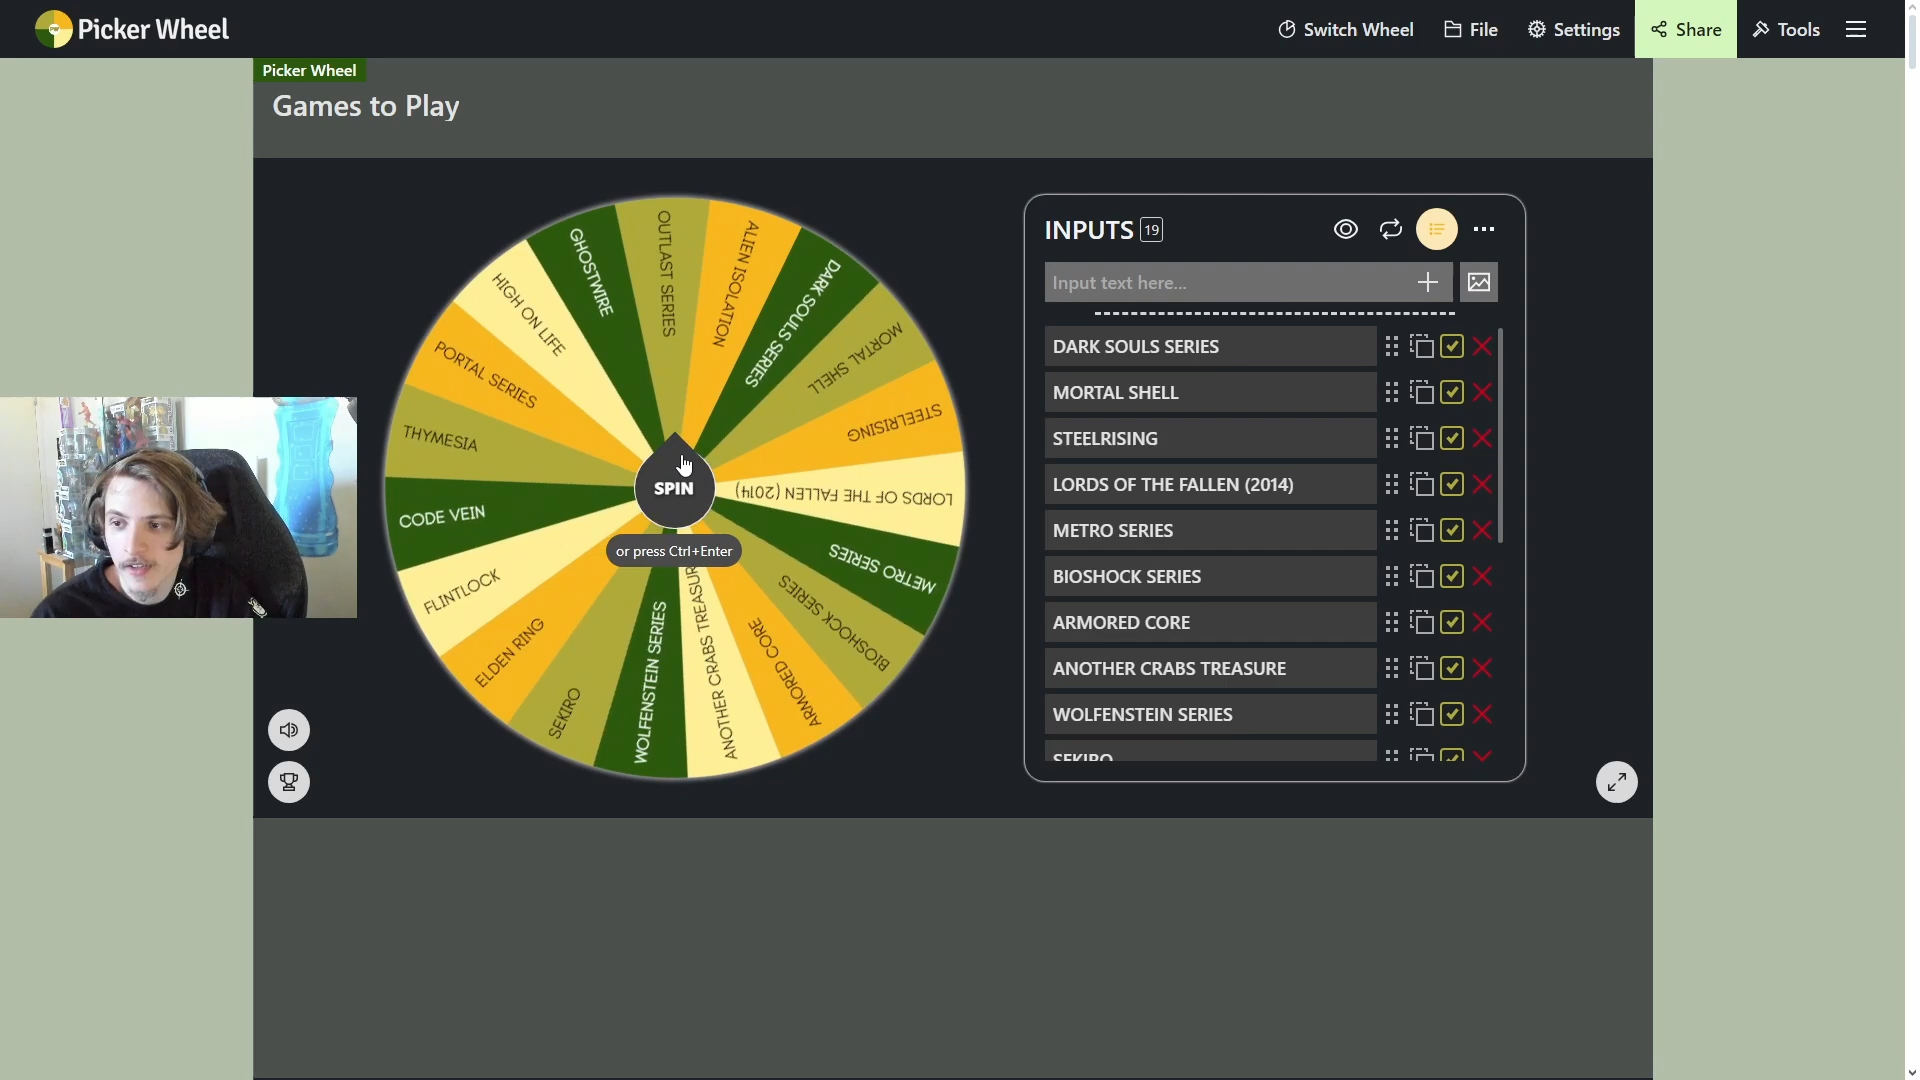 Picker Wheel
Switch Wheel
File
Settings
Share
Tools
Picker Wheel
Games to Play
OUTLAST SERIES
ALIEN ISOLATION
DARK SOULS SERIES
MORTAL SHELL
STEELRISING
LORDS OF THE FALLEN (2014)
METRO SERIES
BIOSHOCK SERIES
ARMORED CORE
ANOTHER CRABS TREASUR
WOLFENSTEIN SERIES
SEKIRO
ELDEN RING
FLINTLOCK
CODE VEIN
THYMESIA
PORTAL SERIES
HIGH ON LIFE
GHOSTWIRE
SPIN
or press Ctrl+Enter
INPUTS 19
Input text here...
DARK SOULS SERIES
MORTAL SHELL
STEELRISING
LORDS OF THE FALLEN (2014)
METRO SERIES
BIOSHOCK SERIES
ARMORED CORE
ANOTHER CRABS TREASURE
WOLFENSTEIN SERIES
SEKIRO